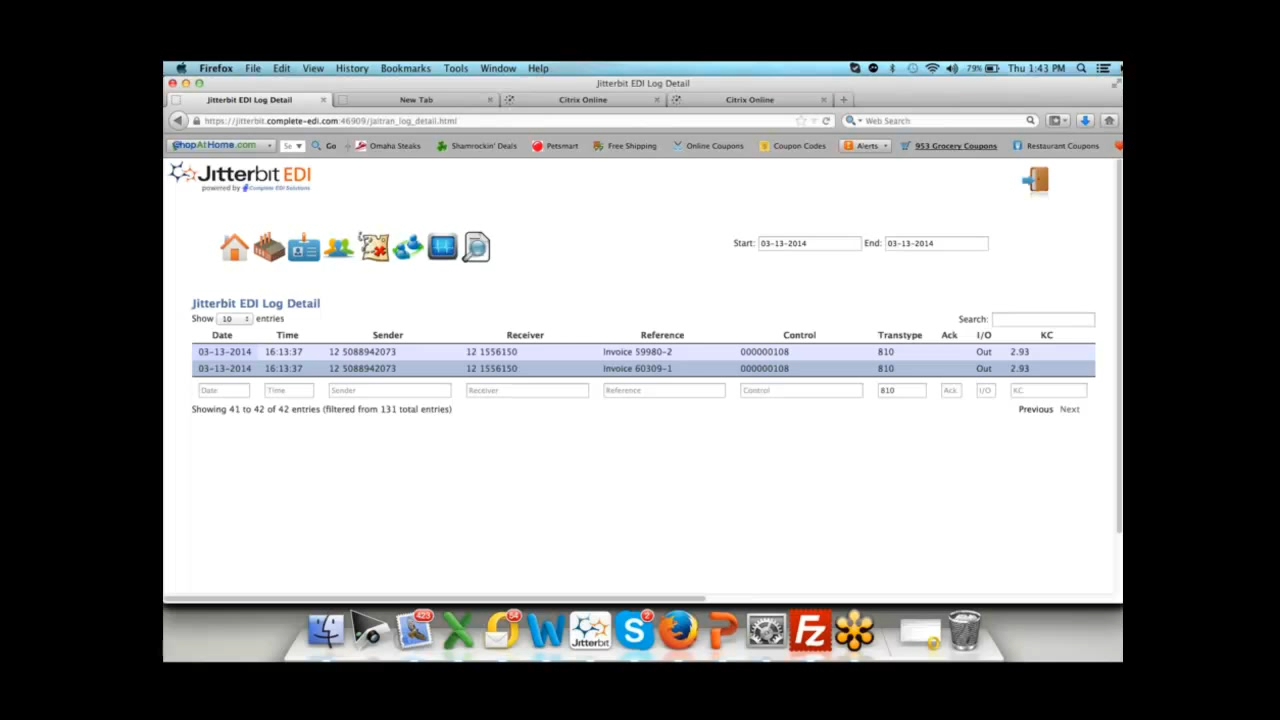 Firefox File Edit View History Bookmarks Tools Window Help 79% Thu 1:43 PM
Jitterbit EDI Log Detail
Jitterbit EDI Log Detail New Tab Citrix Online Citrix Online
https://jitterbit.complete-edi.com:46909/jaitran_log_detail.html Web Search
ShopAtHome.com Se Go Omaha Steaks Shamrockin' Deals Petsmart Free Shipping Online Coupons Coupon Codes Alerts 953 Grocery Coupons Restaurant Coupons
Jitterbit EDI
powered by Complete EDI Solutions
Start: 03-13-2014 End: 03-13-2014
Jitterbit EDI Log Detail
Show 10 entries Search:
Date Time Sender Receiver Reference Control Transtype Ack I/O KC
03-13-2014 16:13:37 12 5088942073 12 1556150 Invoice 59980-2 000000108 810 Out 2.93
03-13-2014 16:13:37 12 5088942073 12 1556150 Invoice 60309-1 000000108 810 Out 2.93
Date Time Sender Receiver Reference Control 810 Ack I/O KC
Showing 41 to 42 of 42 entries (filtered from 131 total entries) Previous Next
423 54 W Jitterbit S 2 P Fz